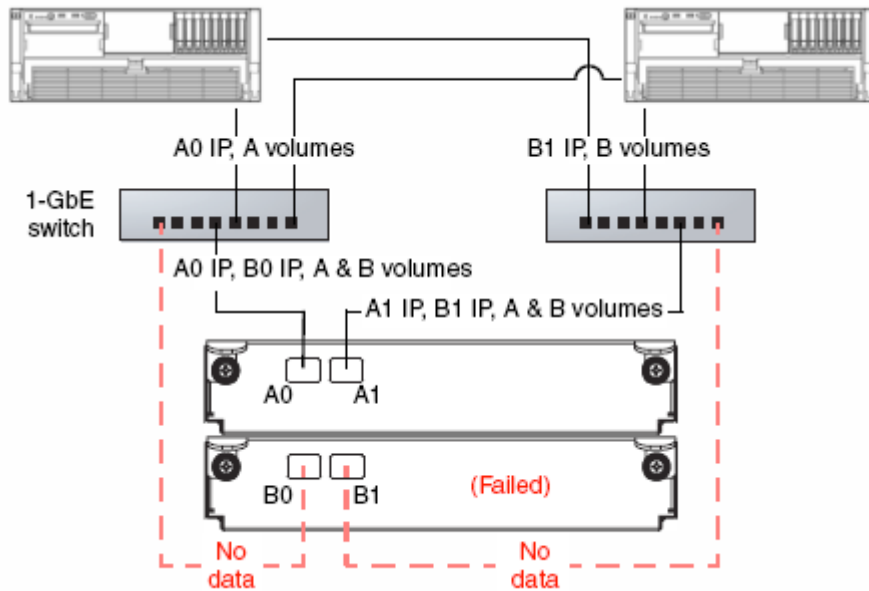 A0 IP, A volumes
B1 IP, B volumes
1-GbE
switch
A0 IP, B0 IP, A & B volumes
A1 IP, B1 IP, A & B volumes
A0
A1
B0
B1
(Failed)
No
data
No
data